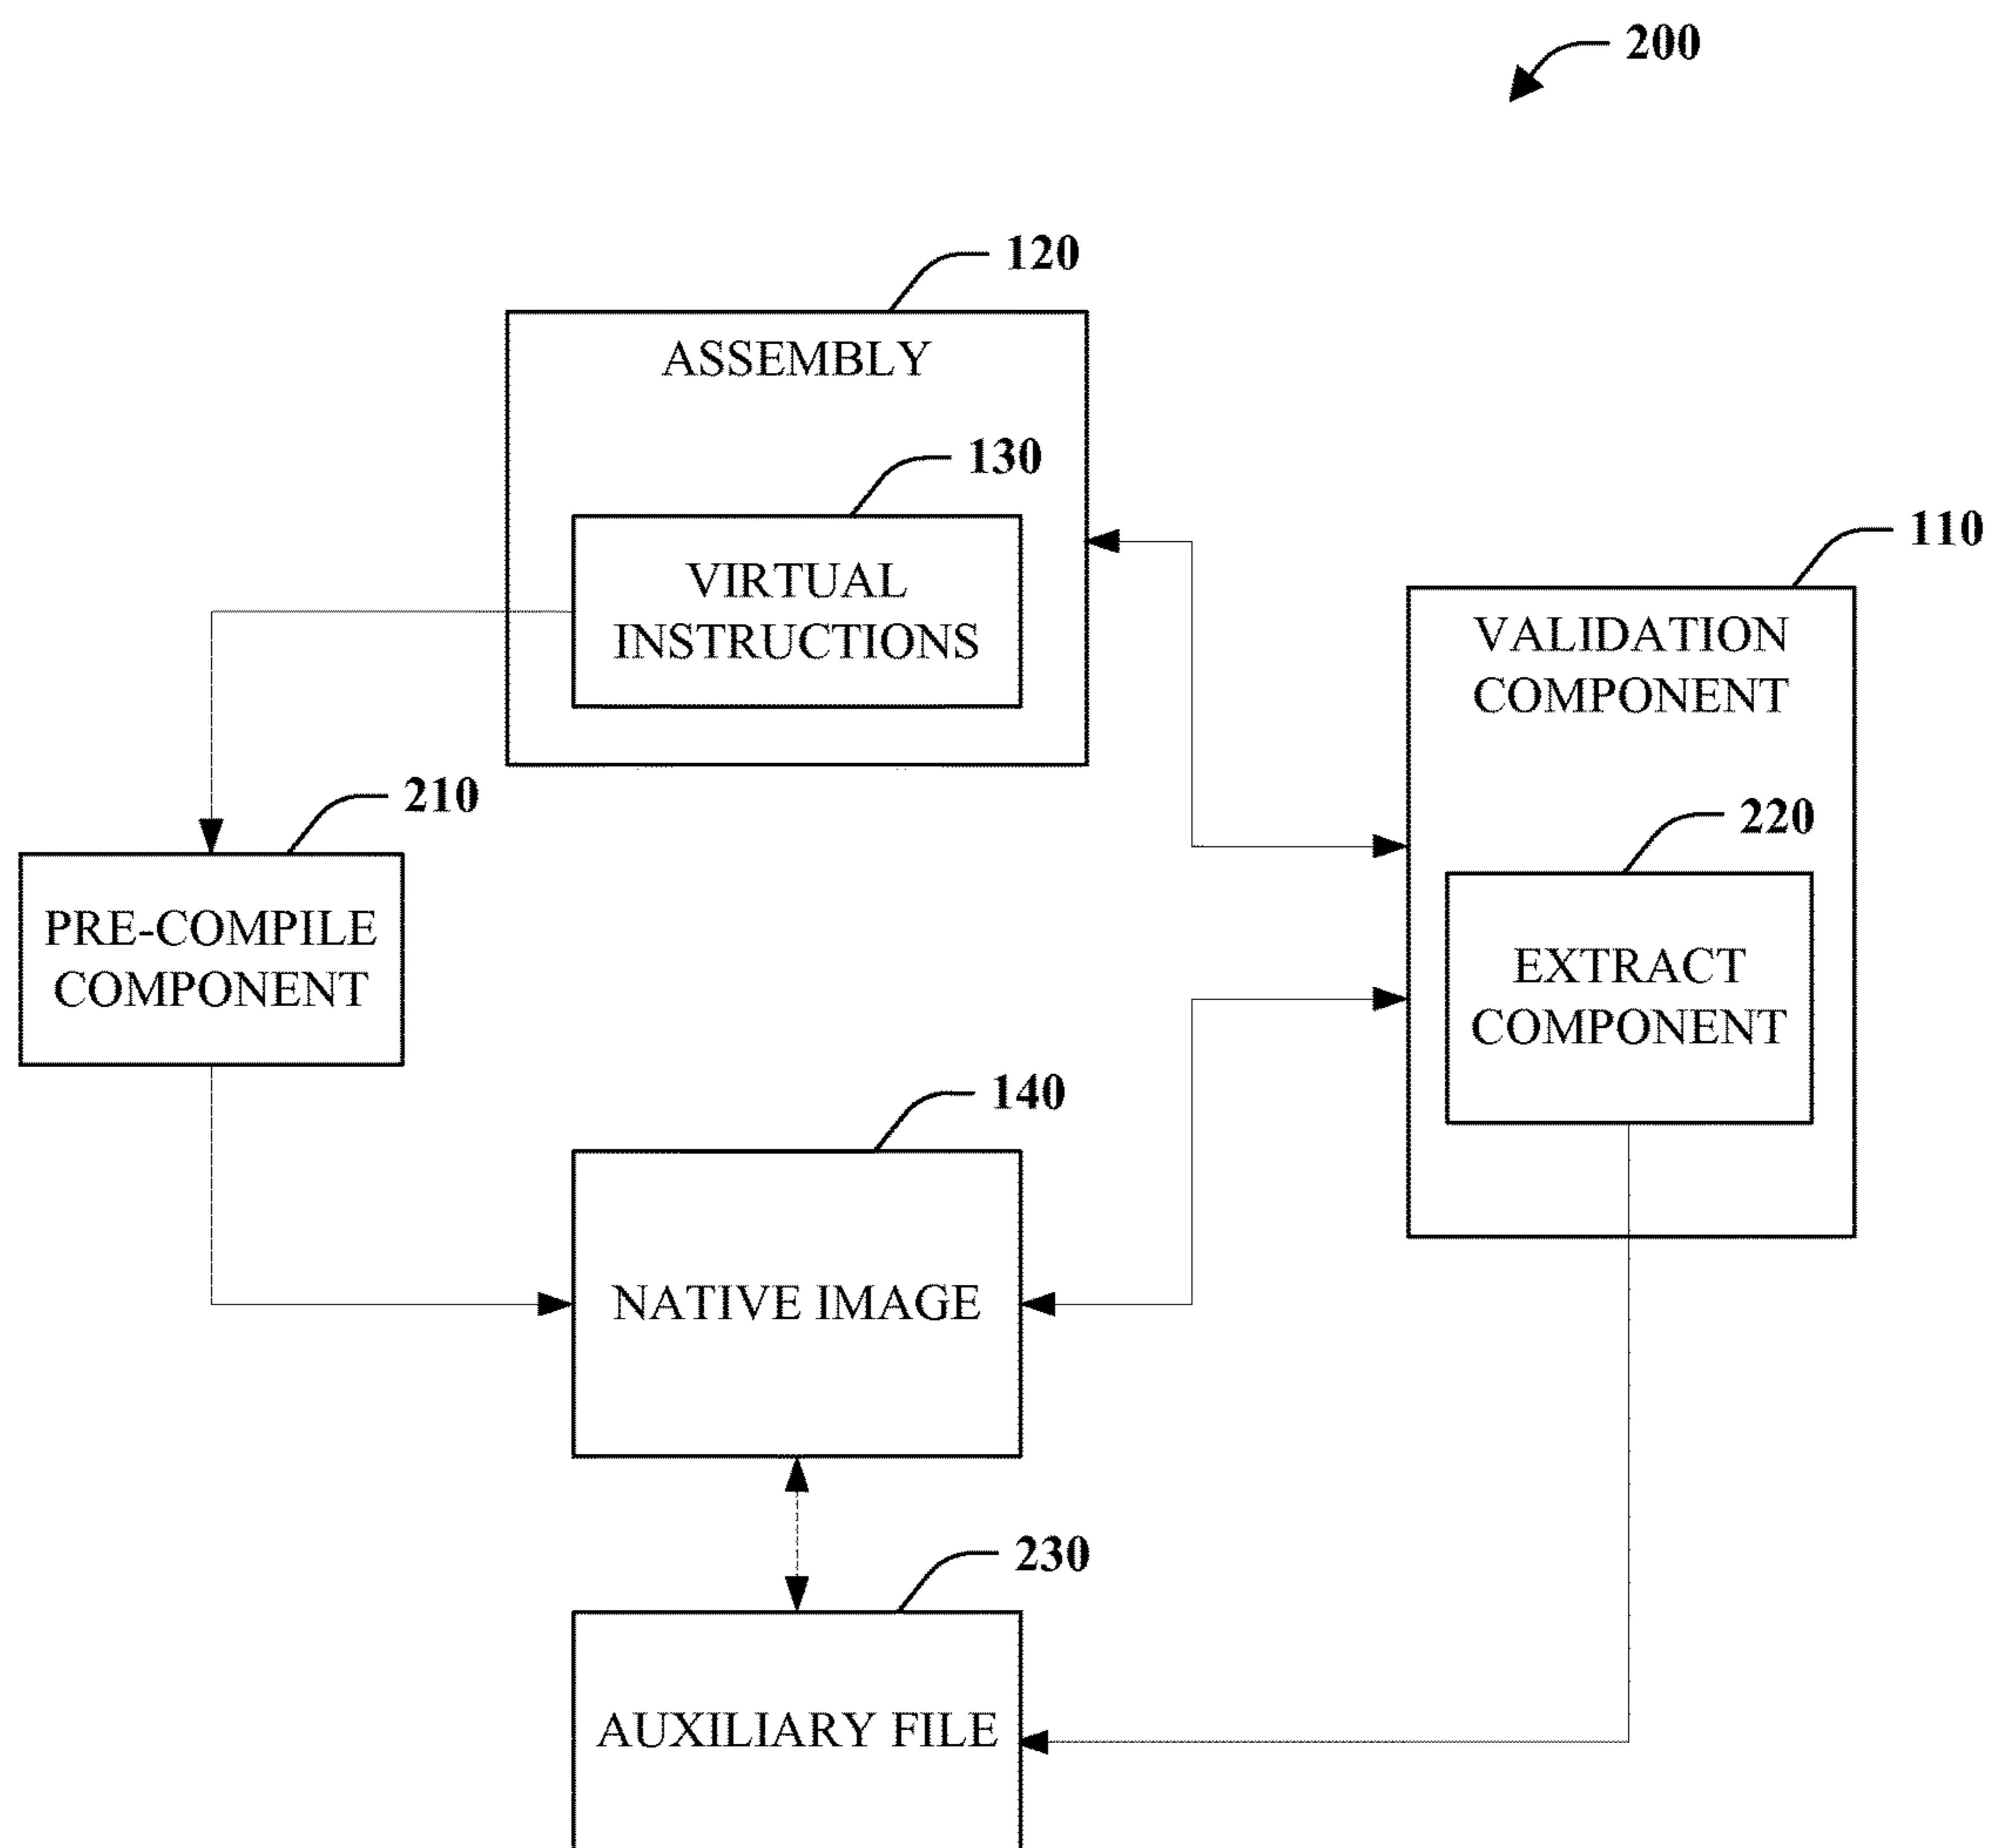 200
120
ASSEMBLY
130
VIRTUAL
INSTRUCTIONS
110
VALIDATION
COMPONENT
210
PRE-COMPILE
COMPONENT
220
EXTRACT
COMPONENT
140
NATIVE IMAGE
230
AUXILIARY FILE